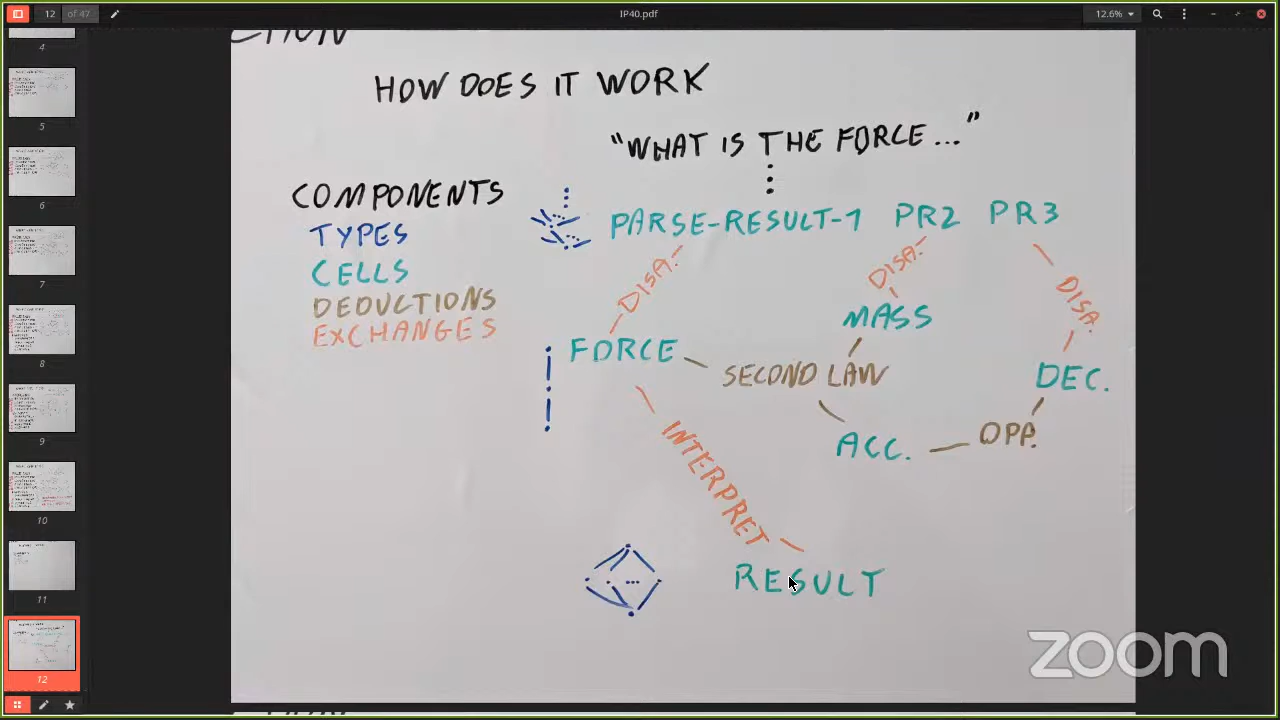 12 of 47
IP40.pdf
12.6%
4
5
6
7
8
9
10
11
12
HOW DOES IT WORK
"WHAT IS THE FORCE..."
COMPONENTS
TYPES
CELLS
DEDUCTIONS
EXCHANGES
PARSE-RESULT-1 PR2 PR3
DISA.
DISA.
DISA.
MASS
FORCE
SECOND LAW
DEC.
ACC.
OPP.
INTERPRET
RESULT
zoom